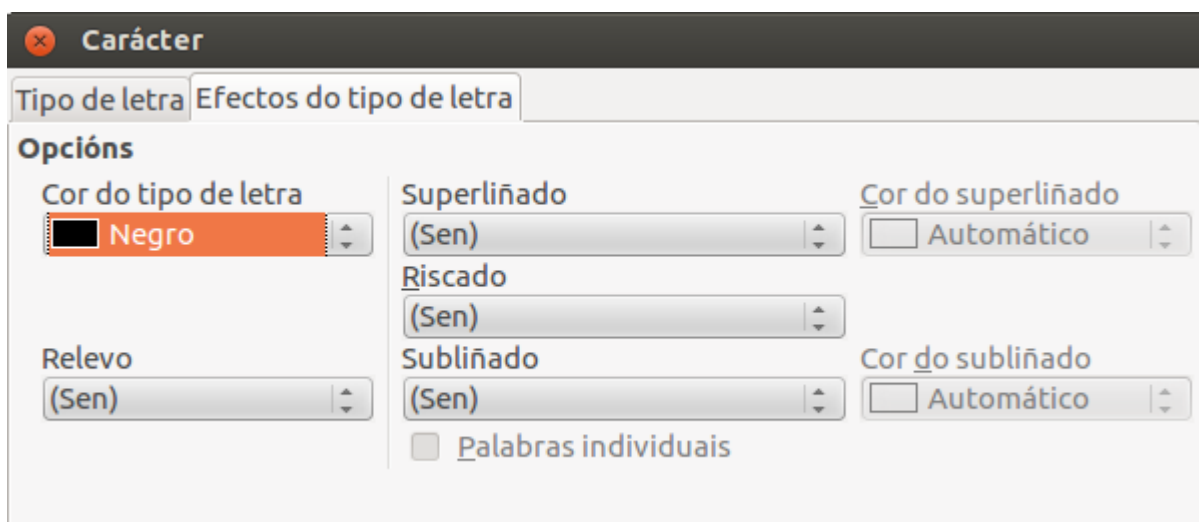 Carácter
Tipo de letra Efectos do tipo de letra
Opcións
Cor do tipo de letra Superliñado Cor do superliñado
Negro (Sen) Automático
Riscado
(Sen)
Relevo Subliñado Cor do subliñado
(Sen) (Sen) Automático
Palabras individuais